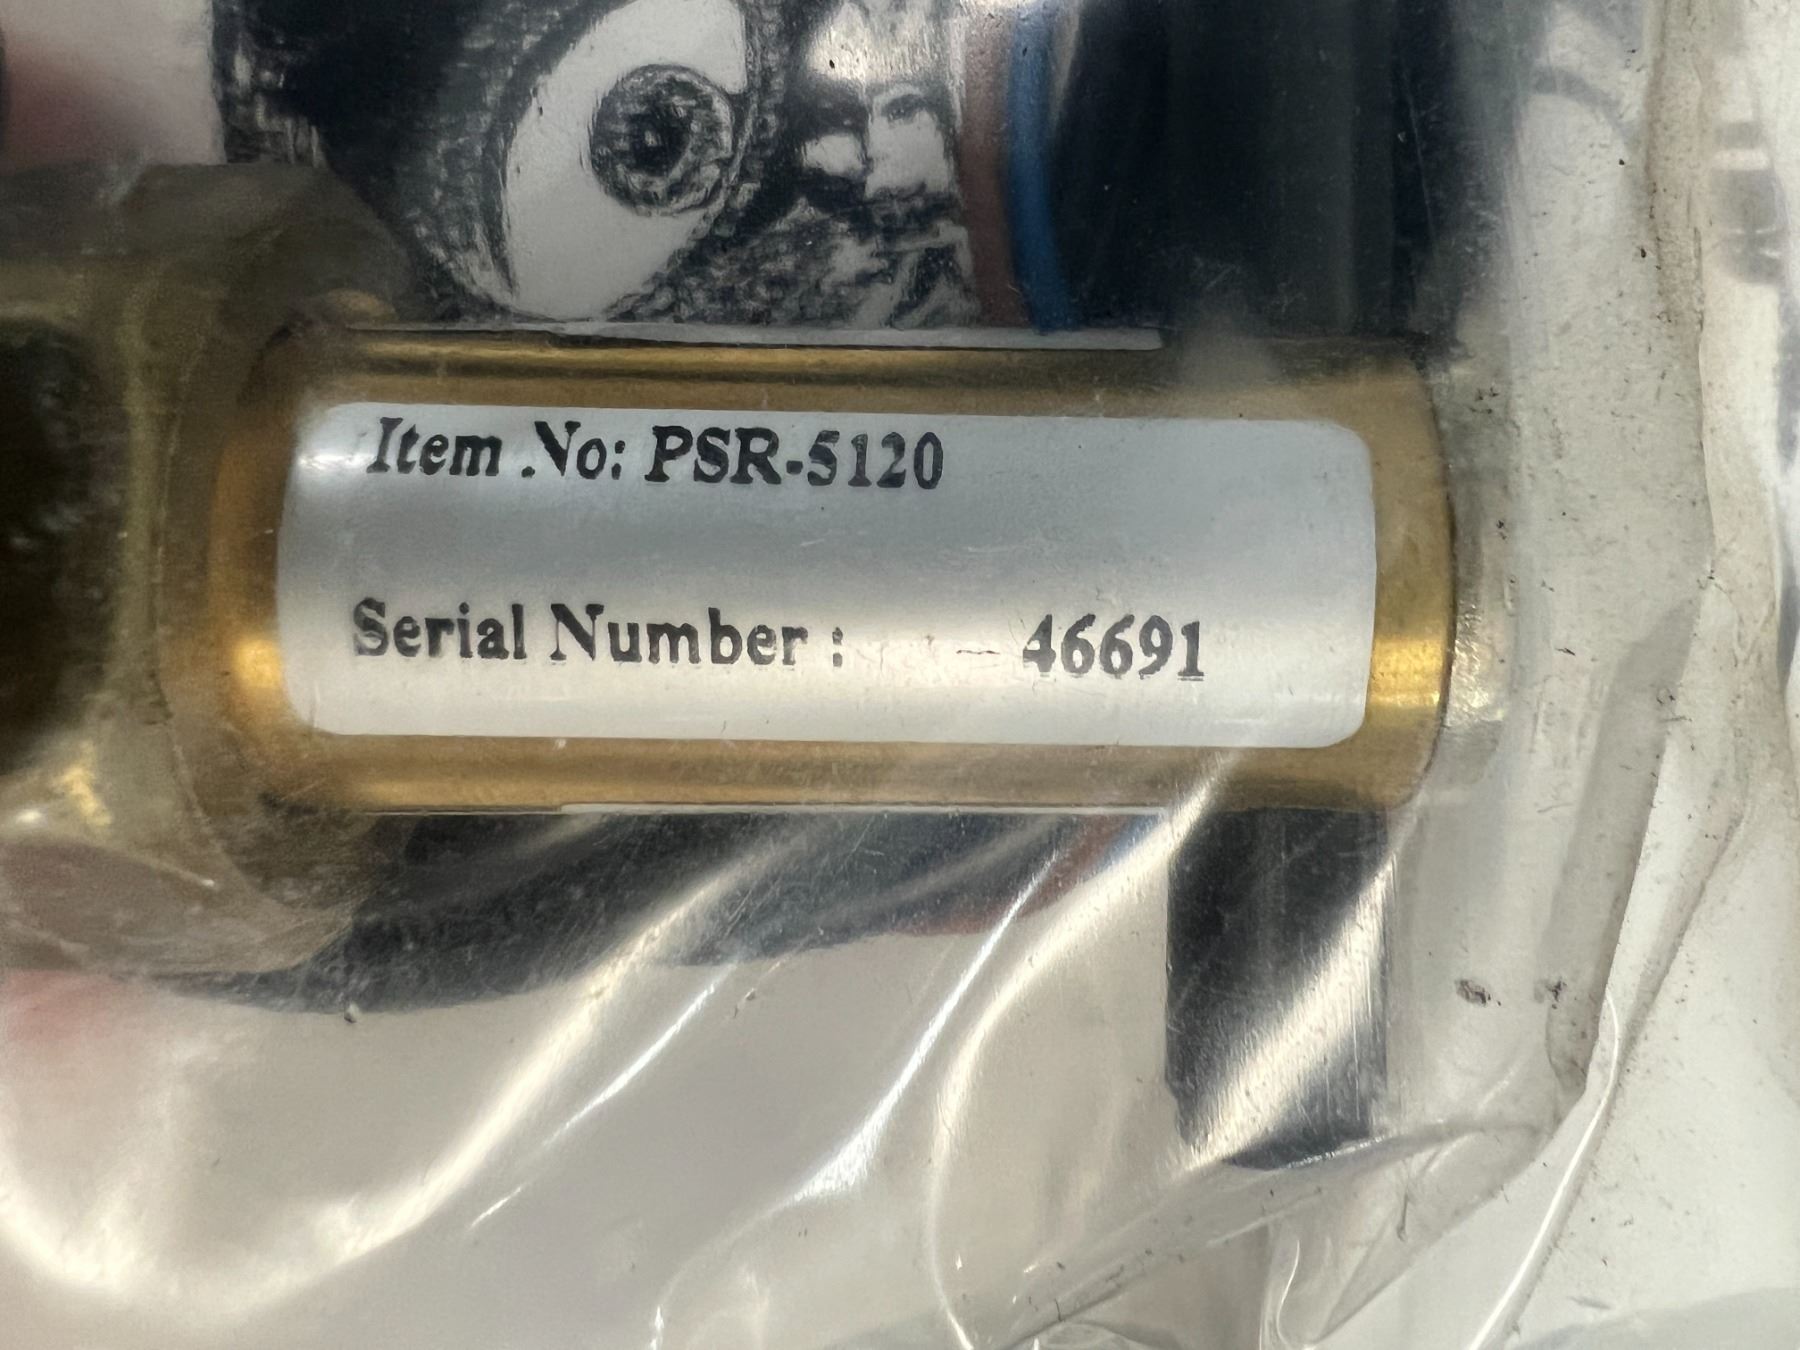 Item No: PSR-5120
Serial Number : 46691